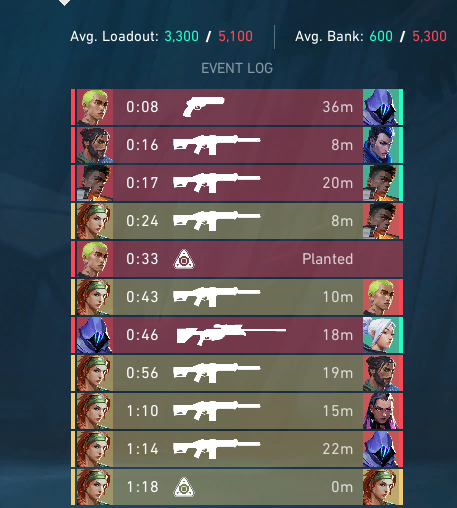 Avg. Loadout: 3,300 / 5,100 Avg. Bank: 600 / 5,300
EVENT LOG
0:08 36m
0:16 8m
0:17 20m
0:24 8m
0:33 Planted
0:43 10m
0:46 18m
0:56 19m
1:10 15m
1:14 22m
1:18 0m